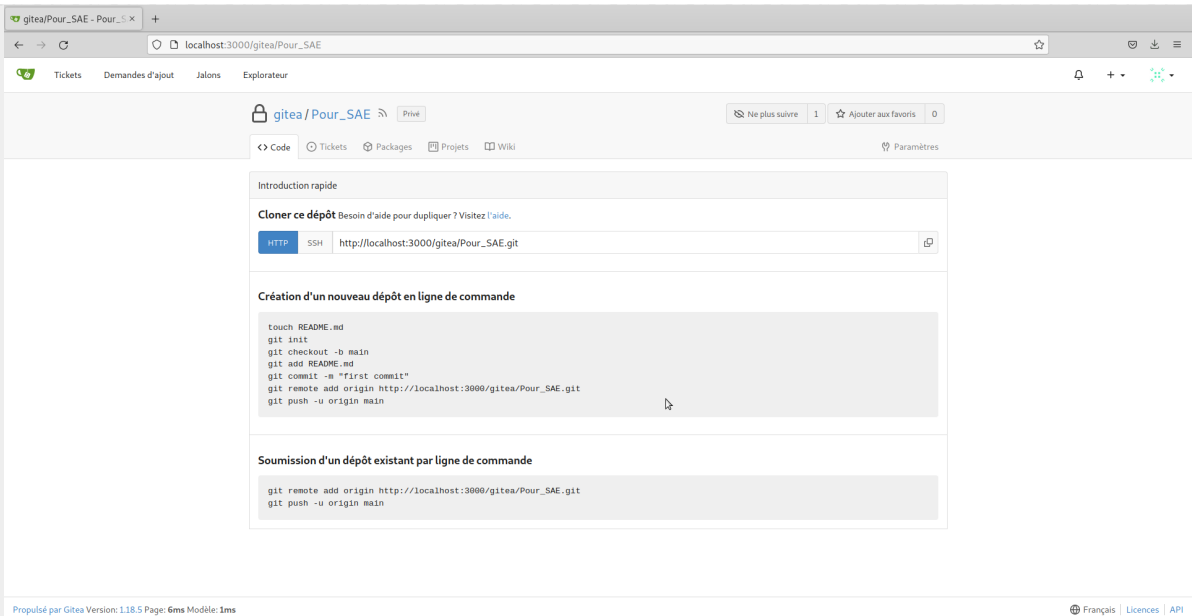 gitea/Pour_SAE - Pour_S
localhost:3000/gitea/Pour_SAE
Tickets Demandes d'ajout Jalons Explorateur
gitea / Pour_SAE Privé Ne plus suivre 1 Ajouter aux favoris 0
Code Tickets Packages Projets Wiki Paramètres
Introduction rapide
Cloner ce dépôt Besoin d'aide pour dupliquer ? Visitez l'aide.
HTTP SSH http://localhost:3000/gitea/Pour_SAE.git
Création d'un nouveau dépôt en ligne de commande
touch README.md
git init
git checkout -b main
git add README.md
git commit -m "first commit"
git remote add origin http://localhost:3000/gitea/Pour_SAE.git
git push -u origin main
Soumission d'un dépôt existant par ligne de commande
git remote add origin http://localhost:3000/gitea/Pour_SAE.git
git push -u origin main
Propulsé par Gitea Version: 1.18.5 Page: 6ms Modèle: 1ms Français Licences API